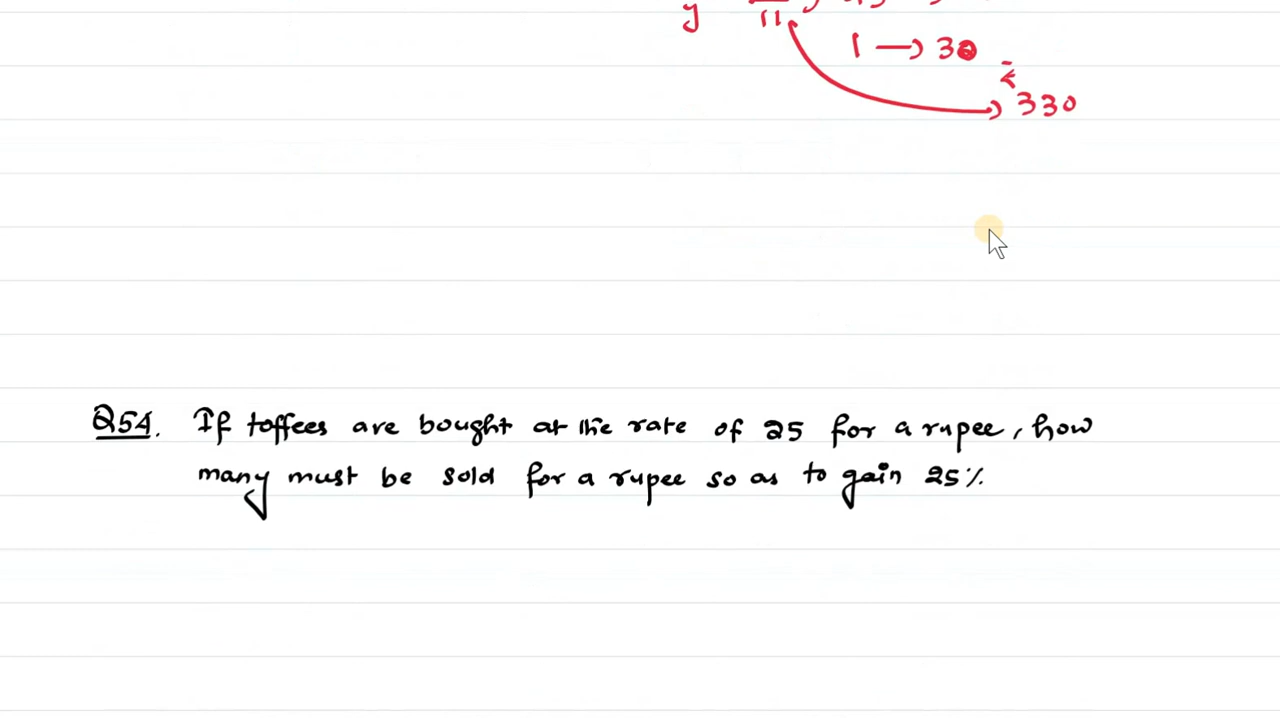 y 11
1 → 30
330
Q54. If toffees are bought at the rate of 25 for a rupee, how
many must be sold for a rupee so as to gain 25%.